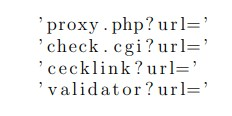 'proxy.php?url='
'check.cgi?url='
'cecklink?url='
'validator?url='